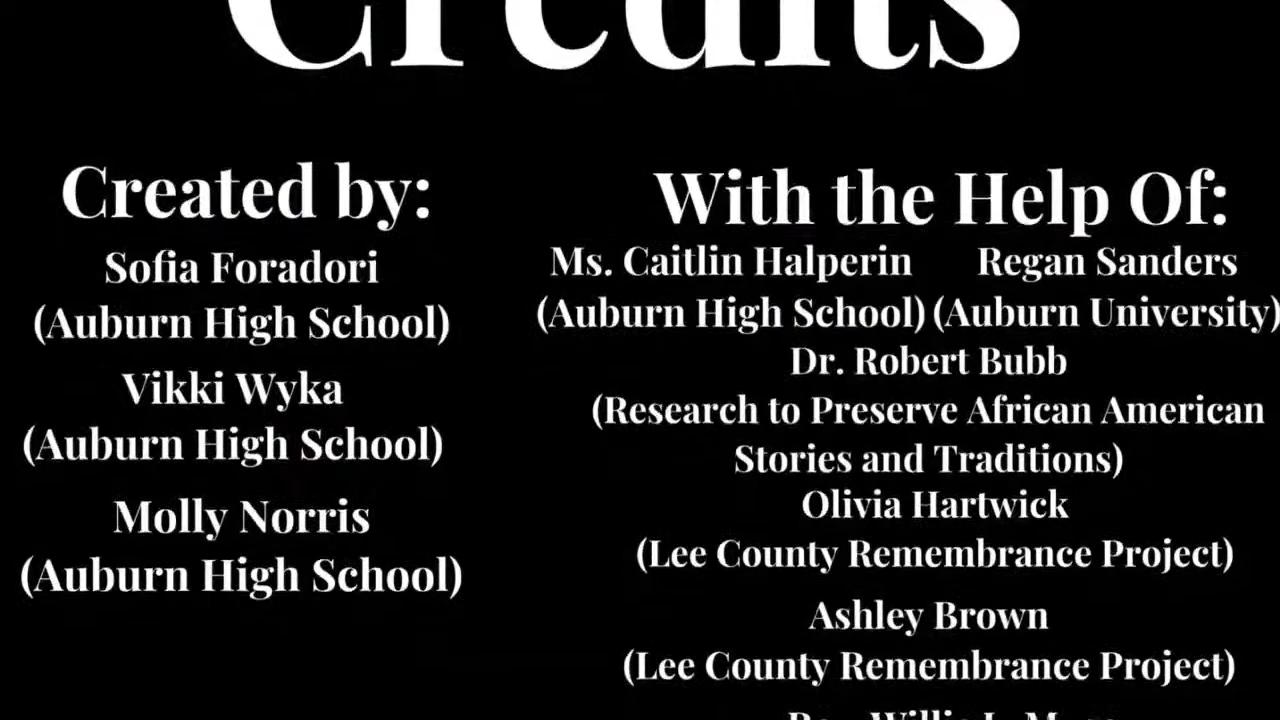 Credits
Created by:
Sofia Foradori
(Auburn High School)
Vikki Wyka
(Auburn High School)
Molly Norris
(Auburn High School)
With the Help Of:
Ms. Caitlin Halperin
(Auburn High School)
Regan Sanders
(Auburn University)
Dr. Robert Bubb
(Research to Preserve African American
Stories and Traditions)
Olivia Hartwick
(Lee County Remembrance Project)
Ashley Brown
(Lee County Remembrance Project)